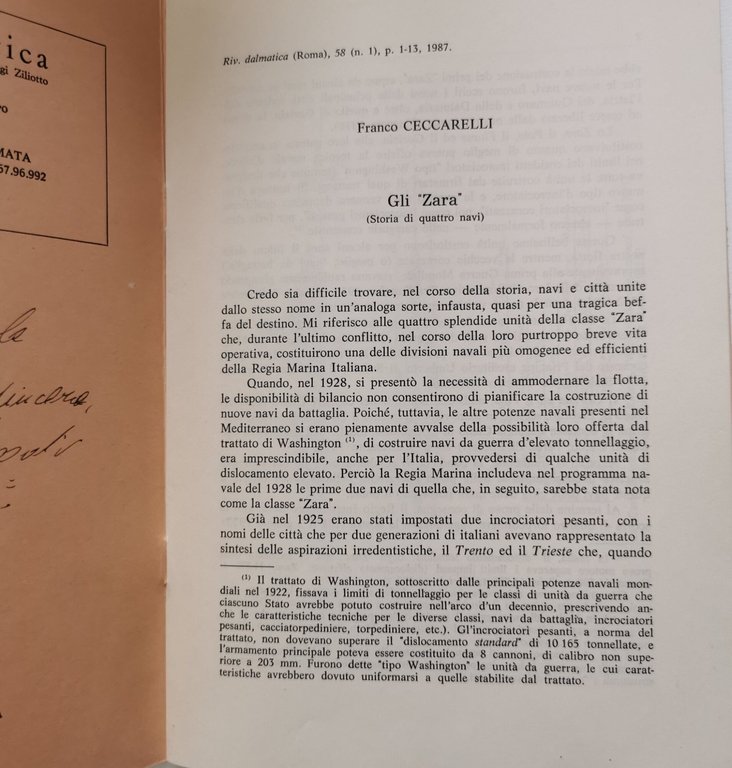 gi Ziliotto
MATA
67.96.992
Riv. dalmatica (Roma), 58 (n. 1), p. 1-13, 1987.
Franco CECCARELLI
Gli "Zara"
(Storia di quattro navi)
Credo sia difficile trovare, nel corso della storia, navi e città unite
dallo stesso nome in un'analoga sorte, infausta, quasi per una tragica bef-
fa del destino. Mi riferisco alle quattro splendide unità della classe "Zara"
che, durante l'ultimo conflitto, nel corso della loro purtroppo breve vita
operativa, costituirono una delle divisioni navali più omogenee ed efficienti
della Regia Marina Italiana.
Quando, nel 1928, si presentò la necessità di ammodernare la flotta,
le disponibilità di bilancio non consentirono di pianificare la costruzione di
nuove navi da battaglia. Poiché, tuttavia, le altre potenze navali presenti nel
Mediterraneo si erano pienamente avvalse della possibilità loro offerta dal
trattato di Washington (1), di costruire navi da guerra d'elevato tonnellaggio,
era imprescindibile, anche per l'Italia, provvedersi di qualche unità di
dislocamento elevato. Perciò la Regia Marina includeva nel programma na-
vale del 1928 le prime due navi di quella che, in seguito, sarebbe stata nota
come la classe "Zara".
Già nel 1925 erano stati impostati due incrociatori pesanti, con i
nomi delle città che per due generazioni di italiani avevano rappresentato la
sintesi delle aspirazioni irredentistiche, il Trento ed il Trieste che, quando
(1) Il trattato di Washington, sottoscritto dalle principali potenze navali mon-
diali nel 1922, fissava i limiti di tonnellaggio per le classi di unità da guerra che
ciascuno Stato avrebbe potuto costruire nell'arco d'un decennio, prescrivendo an-
che le caratteristiche tecniche per le diverse classi, navi da battaglia, incrociatori
pesanti, cacciatorpediniere, torpediniere, etc.). Gl'incrociatori pesanti, a norma del
trattato, non dovevano superare il "dislocamento standard" di 10 165 tonnellate, e
l'armamento principale poteva essere costituito da 8 cannoni, di calibro non supe-
riore a 203 mm. Furono dette "tipo Washington" le unità da guerra, le cui carat-
teristiche avrebbero dovuto uniformarsi a quelle stabilite dal trattato.